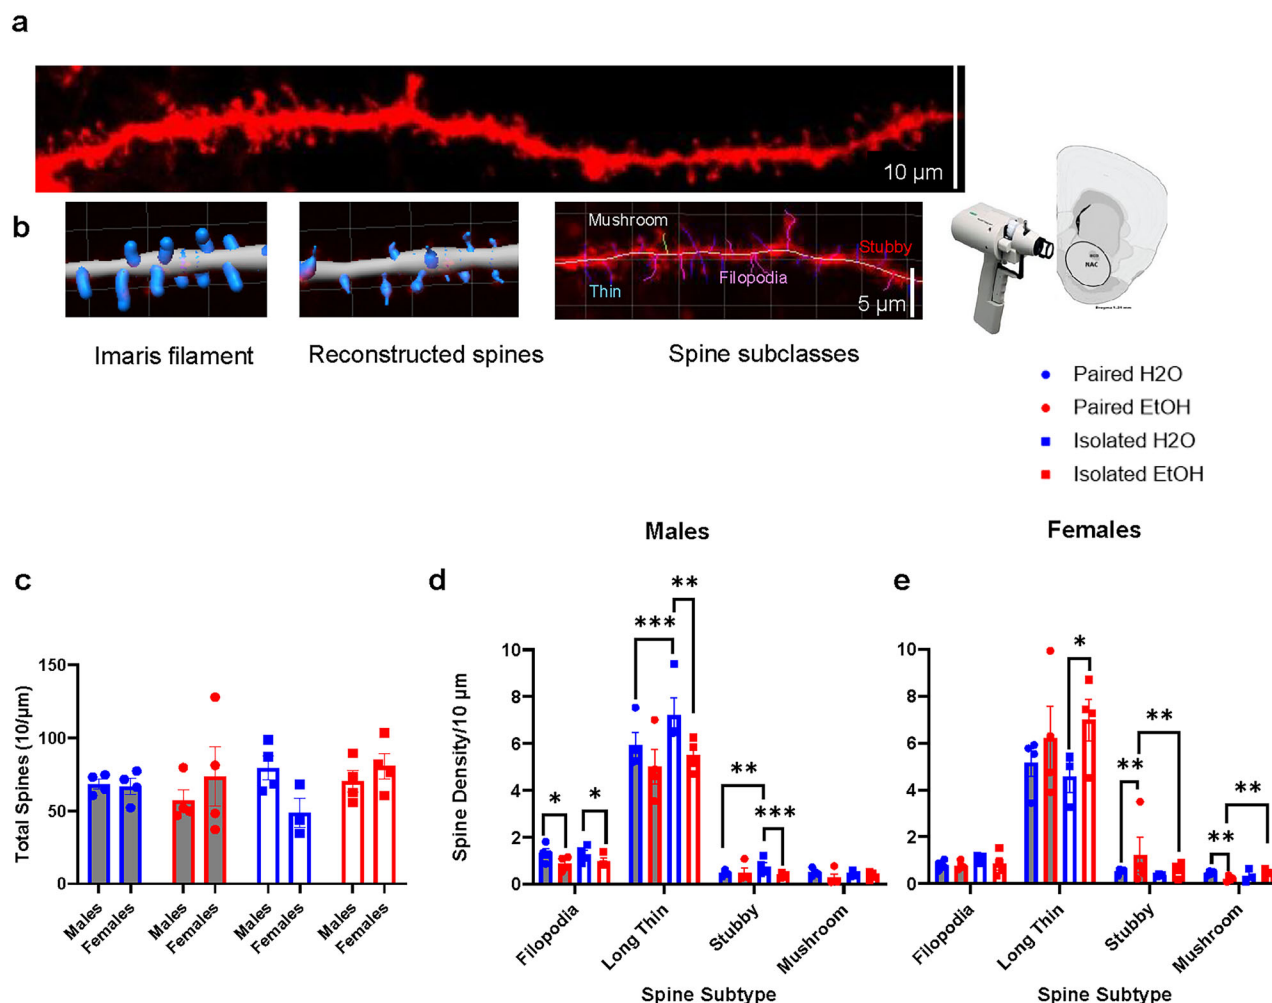 a
10 µm
b
Mushroom
Stubby
Filopodia
Thin
5 µm
NAC
Imaris filament
Reconstructed spines
Spine subclasses
Paired H2O
Paired EtOH
Isolated H2O
Isolated EtOH
Males
Females
c
d
e
Total Spines (10/µm)
150
100
50
0
Males
Females
Males
Females
Males
Females
Males
Females
Spine Density/10 µm
10
8
6
4
2
0
*
*
***
**
**
***
Filopodia
Long Thin
Stubby
Mushroom
Spine Subtype
10
8
6
4
2
0
*
**
**
**
**
Filopodia
Long Thin
Stubby
Mushroom
Spine Subtype